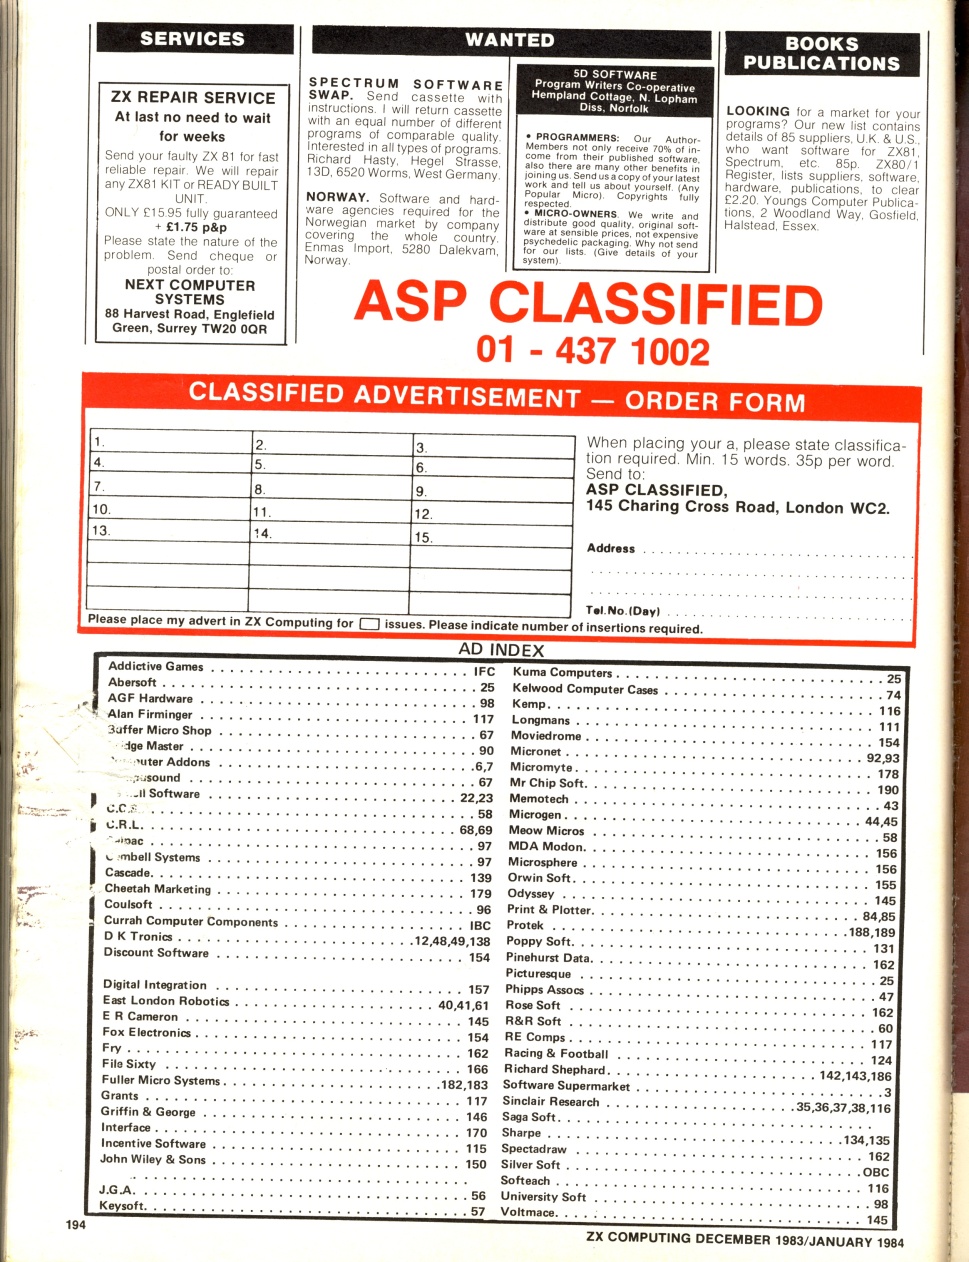 SERVICES
ZX REPAIR SERVICE
At last no need to wait
for weeks
Send your faulty ZX 81 for fast
reliable repair. We will repair
any ZX81 KIT or READY BUILT
UNIT.
ONLY £15.95 fully guaranteed
+ £1.75 p&p
Please state the nature of the
problem. Send cheque or
postal order to:
NEXT COMPUTER
SYSTEMS
88 Harvest Road, Englefield
Green, Surrey TW20 0QR
WANTED
SPECTRUM SOFTWARE
SWAP. Send cassette with
instructions. I will return cassette
with an equal number of different
programs of comparable quality.
Interested in all types of programs.
Richard Hasty, Hegel Strasse,
13D, 6520 Worms, West Germany.
NORWAY. Software and hard-
ware agencies required for the
Norwegian market by company
covering the whole country.
Enmas Import, 5280 Dalekvam,
Norway.
5D SOFTWARE
Program Writers Co-operative
Hempland Cottage, N. Lopham
Diss, Norfolk
• PROGRAMMERS: Our Author-
Members not only receive 70% of in-
come from their published software,
also there are many other benefits in
joining us. Send us a copy of your latest
work and tell us about yourself. (Any
Popular Micro). Copyrights fully
respected.
• MICRO-OWNERS. We write and
distribute good quality, original soft-
ware at sensible prices, not expensive
psychedelic packaging. Why not send
for our lists. (Give details of your
system).
BOOKS
PUBLICATIONS
LOOKING for a market for your
programs? Our new list contains
details of 85 suppliers, U.K. & U.S.,
who want software for ZX81,
Spectrum, etc. 85p. ZX80/1
Register, lists suppliers, software,
hardware, publications, to clear
£2.20. Youngs Computer Publica-
tions, 2 Woodland Way, Gosfield,
Halstead, Essex.
ASP CLASSIFIED
01 - 437 1002
CLASSIFIED ADVERTISEMENT — ORDER FORM
1. 2. 3.
4. 5. 6.
7. 8. 9.
10. 11. 12.
13. 14. 15.
When placing your a, please state classifica-
tion required. Min. 15 words. 35p per word.
Send to:
ASP CLASSIFIED,
145 Charing Cross Road, London WC2.
Address
Tel.No.(Day)
Please place my advert in ZX Computing for issues. Please indicate number of insertions required.
AD INDEX
Addictive Games IFC
Abersoft 25
AGF Hardware 98
Alan Firminger 117
Buffer Micro Shop 67
dge Master 90
uter Addons 6,7
sound 67
ll Software 22,23
C.C.S. 58
C.R.L. 68,69
pac 97
mbell Systems 97
Cascade. 139
Cheetah Marketing 179
Coulsoft 96
Currah Computer Components IBC
D K Tronics 12,48,49,138
Discount Software 154
Digital Integration 157
East London Robotics 40,41,61
E R Cameron 145
Fox Electronics 154
Fry 162
File Sixty 166
Fuller Micro Systems 182,183
Grants 117
Griffin & George 146
Interface 170
Incentive Software 115
John Wiley & Sons 150
J.G.A. 56
Keysoft. 57
Kuma Computers 25
Kelwood Computer Cases 74
Kemp. 116
Longmans 111
Moviedrome 154
Micronet 92,93
Micromyte 178
Mr Chip Soft. 190
Memotech 43
Microgen 44,45
Meow Micros 58
MDA Modon. 156
Microsphere 156
Orwin Soft. 155
Odyssey 145
Print & Plotter. 84,85
Protek 188,189
Poppy Soft. 131
Pinehurst Data. 162
Picturesque 25
Phipps Assocs 47
Rose Soft 162
R&R Soft 60
RE Comps 117
Racing & Football 124
Richard Shephard. 142,143,186
Software Supermarket 3
Sinclair Research 35,36,37,38,116
Saga Soft.
Sharpe 134,135
Spectadraw 162
Silver Soft OBC
Softeach 116
University Soft 98
Voltmace. 145
194
ZX COMPUTING DECEMBER 1983/JANUARY 1984